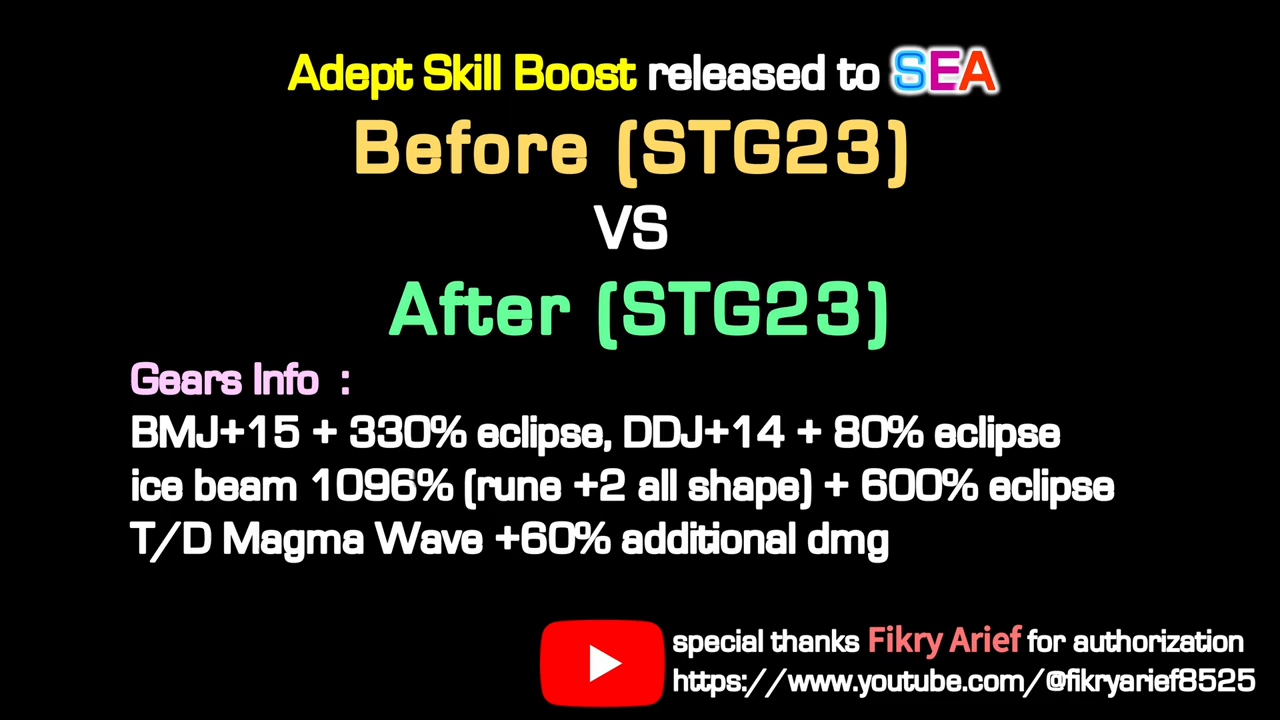 Adept Skill Boost released to SEA
Before (STG23)
VS
After (STG23)
Gears Info :
BMJ+15 + 330% eclipse, DDJ+14 + 80% eclipse
ice beam 1096% (rune +2 all shape) + 600% eclipse
T/D Magma Wave +60% additional dmg
special thanks Fikry Arief for authorization
https://www.youtube.com/@fikryarief8525